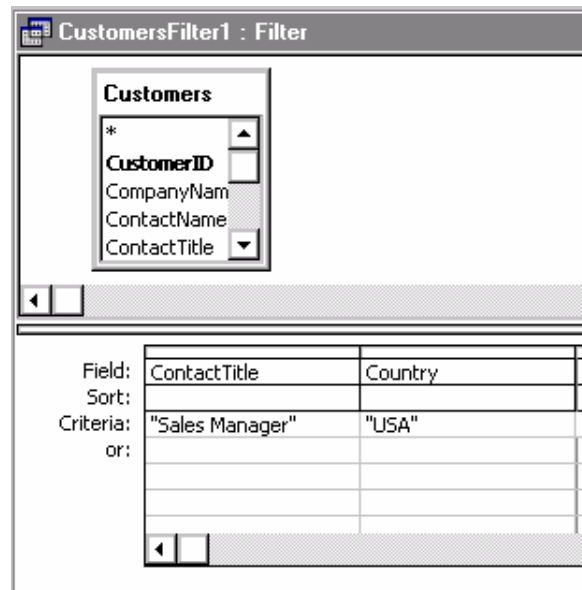 CustomersFilter1 : Filter
Customers
*
CustomerID
CompanyNam
ContactName
ContactTitle
Field: ContactTitle Country
Sort:
Criteria: "Sales Manager" "USA"
or: